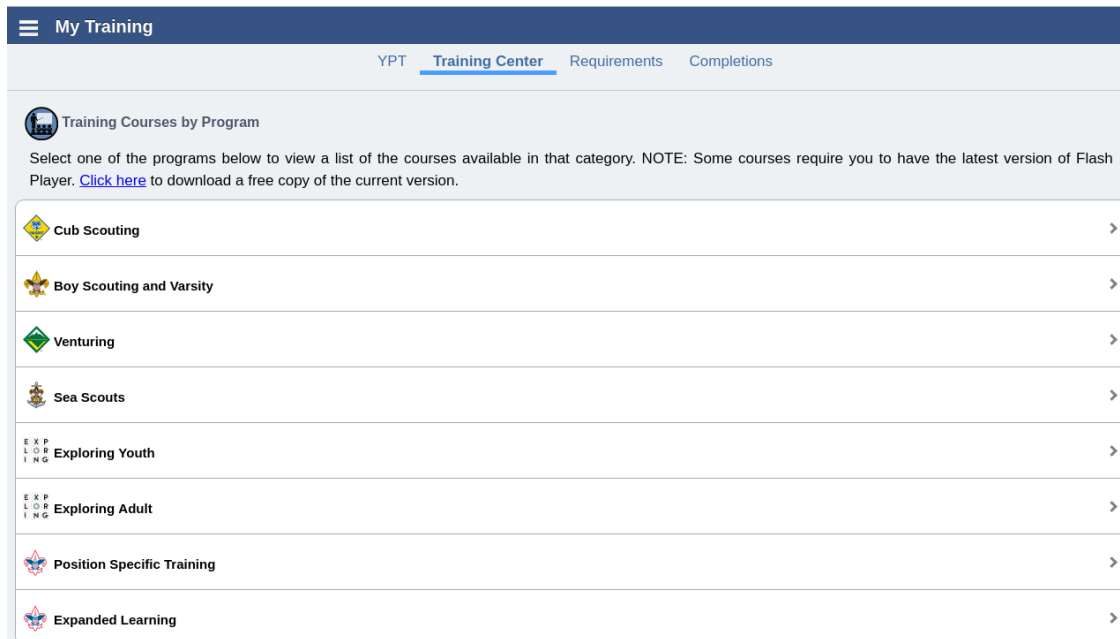 My Training
YPT Training Center Requirements Completions
Training Courses by Program
Select one of the programs below to view a list of the courses available in that category. NOTE: Some courses require you to have the latest version of Flash
Player. Click here to download a free copy of the current version.
Cub Scouting
Boy Scouting and Varsity
Venturing
Sea Scouts
E X P
L O R
I N G
Exploring Youth
E X P
L O R
I N G
Exploring Adult
Position Specific Training
Expanded Learning